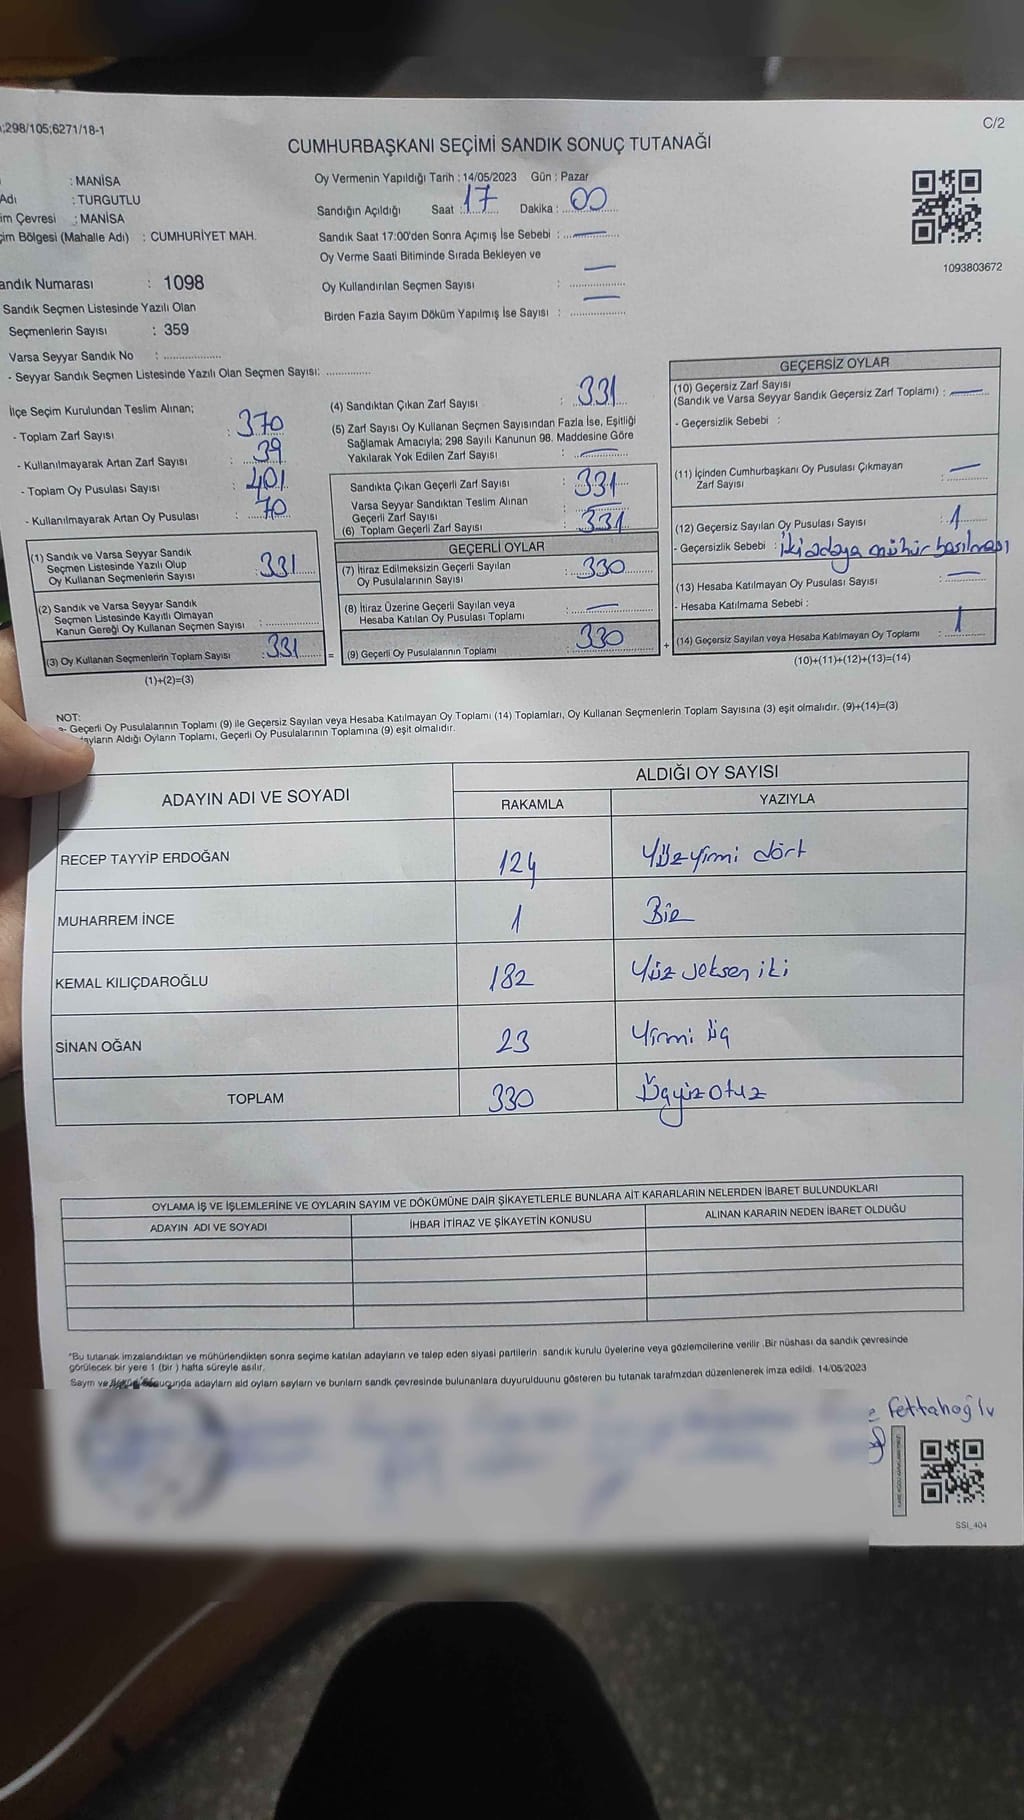 ;298/105;6271/18-1
C/2
CUMHURBAŞKANI SEÇİMİ SANDIK SONUÇ TUTANAĞI
: MANİSA
Adı : TURGUTLU
im Çevresi : MANİSA
çim Bölgesi (Mahalle Adı) : CUMHURİYET MAH.
Oy Vermenin Yapıldığı Tarih : 14/05/2023 Gün : Pazar
Sandığın Açıldığı Saat : 17 Dakika : 00
Sandık Saat 17:00'den Sonra Açımış İse Sebebi : —
Oy Verme Saati Bitiminde Sırada Bekleyen ve
Oy Kullandırılan Seçmen Sayısı : —
Birden Fazla Sayım Döküm Yapılmış İse Sayısı : —
1093803672
andık Numarası : 1098
Sandık Seçmen Listesinde Yazılı Olan
Seçmenlerin Sayısı : 359
Varsa Seyyar Sandık No : ....................
- Seyyar Sandık Seçmen Listesinde Yazılı Olan Seçmen Sayısı: ...............
İlçe Seçim Kurulundan Teslim Alınan;
- Toplam Zarf Sayısı : 370
- Kullanılmayarak Artan Zarf Sayısı : 39
- Toplam Oy Pusulası Sayısı : 401
- Kullanılmayarak Artan Oy Pusulası : 70
(1) Sandık ve Varsa Seyyar Sandık
Seçmen Listesinde Yazılı Olup
Oy Kullanan Seçmenlerin Sayısı : 331
(2) Sandık ve Varsa Seyyar Sandık
Seçmen Listesinde Kayıtlı Olmayan
Kanun Gereği Oy Kullanan Seçmen Sayısı : ...............
(3) Oy Kullanan Seçmenlerin Toplam Sayısı : 331 =
(1)+(2)=(3)
(4) Sandıktan Çıkan Zarf Sayısı : 331
(5) Zarf Sayısı Oy Kullanan Seçmen Sayısından Fazla İse, Eşitliği
Sağlamak Amacıyla; 298 Sayılı Kanunun 98. Maddesine Göre
Yakılarak Yok Edilen Zarf Sayısı : —
Sandıkta Çıkan Geçerli Zarf Sayısı : 331
Varsa Seyyar Sandıktan Teslim Alınan
Geçerli Zarf Sayısı : —
(6) Toplam Geçerli Zarf Sayısı : 331
GEÇERLİ OYLAR
(7) İtiraz Edilmeksizin Geçerli Sayılan
Oy Pusulalarının Sayısı : 330
(8) İtiraz Üzerine Geçerli Sayılan veya
Hesaba Katılan Oy Pusulası Toplamı : —
(9) Geçerli Oy Pusulalarının Toplamı : 330 +
GEÇERSİZ OYLAR
(10) Geçersiz Zarf Sayısı
(Sandık ve Varsa Seyyar Sandık Geçersiz Zarf Toplamı) : —
- Geçersizlik Sebebi :
(11) İçinden Cumhurbaşkanı Oy Pusulası Çıkmayan
Zarf Sayısı : —
(12) Geçersiz Sayılan Oy Pusulası Sayısı : 1
- Geçersizlik Sebebi : İki adaya mühür basılması
(13) Hesaba Katılmayan Oy Pusulası Sayısı : —
- Hesaba Katılmama Sebebi :
(14) Geçersiz Sayılan veya Hesaba Katılmayan Oy Toplamı : 1
(10)+(11)+(12)+(13)=(14)
NOT:
- Geçerli Oy Pusulalarının Toplamı (9) ile Geçersiz Sayılan veya Hesaba Katılmayan Oy Toplamı (14) Toplamları, Oy Kullanan Seçmenlerin Toplam Sayısına (3) eşit olmalıdır. (9)+(14)=(3)
ayların Aldığı Oyların Toplamı, Geçerli Oy Pusulalarının Toplamına (9) eşit olmalıdır.
ADAYIN ADI VE SOYADI
ALDIĞI OY SAYISI
RAKAMLA YAZIYLA
RECEP TAYYİP ERDOĞAN 124 Yüzyirmi dört
MUHARREM İNCE 1 Bir
KEMAL KILIÇDAROĞLU 182 Yüz seksen iki
SİNAN OĞAN 23 Yirmi üç
TOPLAM 330 Üçyüz otuz
OYLAMA İŞ VE İŞLEMLERİNE VE OYLARIN SAYIM VE DÖKÜMÜNE DAİR ŞİKAYETLERLE BUNLARA AİT KARARLARIN NELERDEN İBARET BULUNDUKLARI
ADAYIN ADI VE SOYADI İHBAR İTİRAZ VE ŞİKAYETİN KONUSU ALINAN KARARIN NEDEN İBARET OLDUĞU
*Bu tutanak imzalandıktan ve mühürlendikten sonra seçime katılan adayların ve talep eden siyasi partilerin sandık kurulu üyelerine veya gözlemcilerine verilir .Bir nüshası da sandık çevresinde
görülecek bir yere 1 (bir ) hafta süreyle asılır.
Sayım ve sonucunda adayların ald oyların sayların ve bunların sandk çevresinde bulunanlara duyurulduunu gösteren bu tutanak tarafmzdan düzenlenerek imza edildi. 14/05/2023
e Fettahoğlu
SSI_404